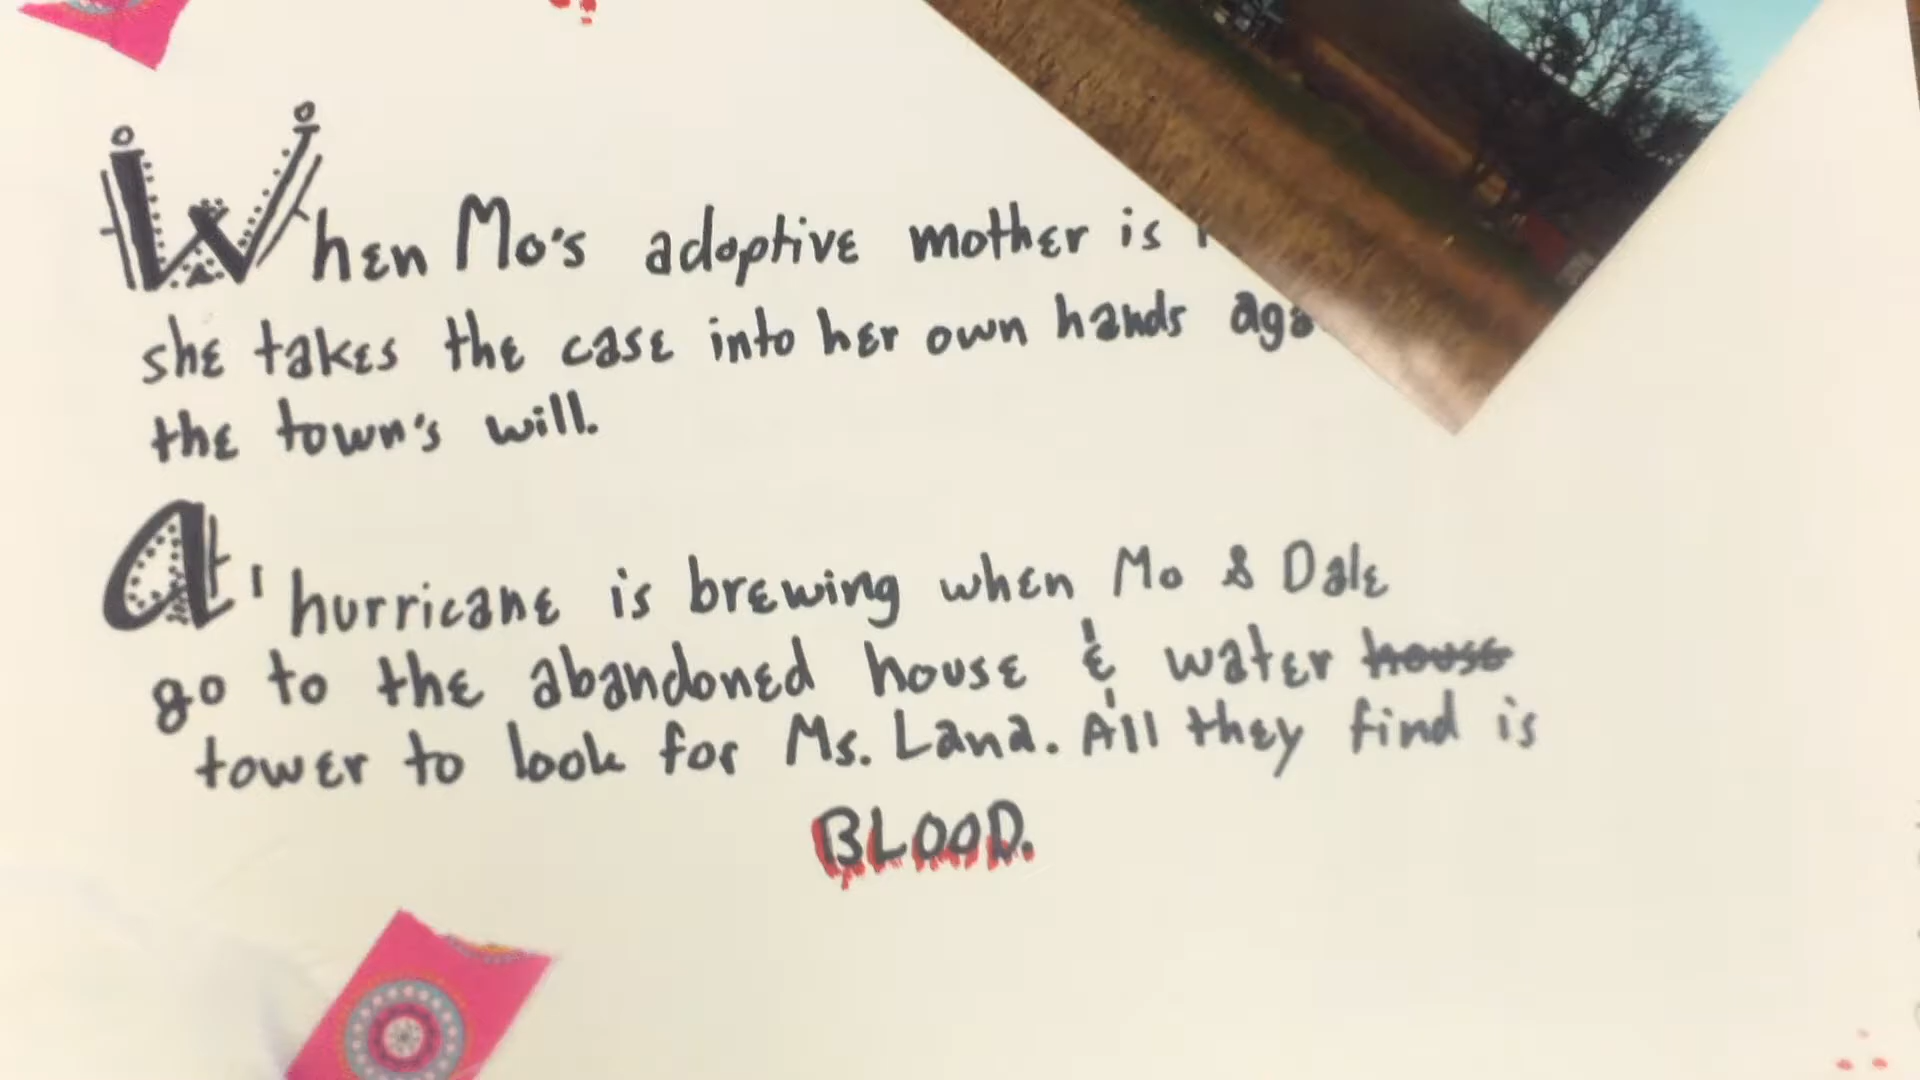 When Mo's adoptive mother is
she takes the case into her own hands aga
the town's will.
A hurricane is brewing when Mo & Dale
go to the abandoned house & water house
tower to look for Ms. Lana. All they find is
BLOOD.